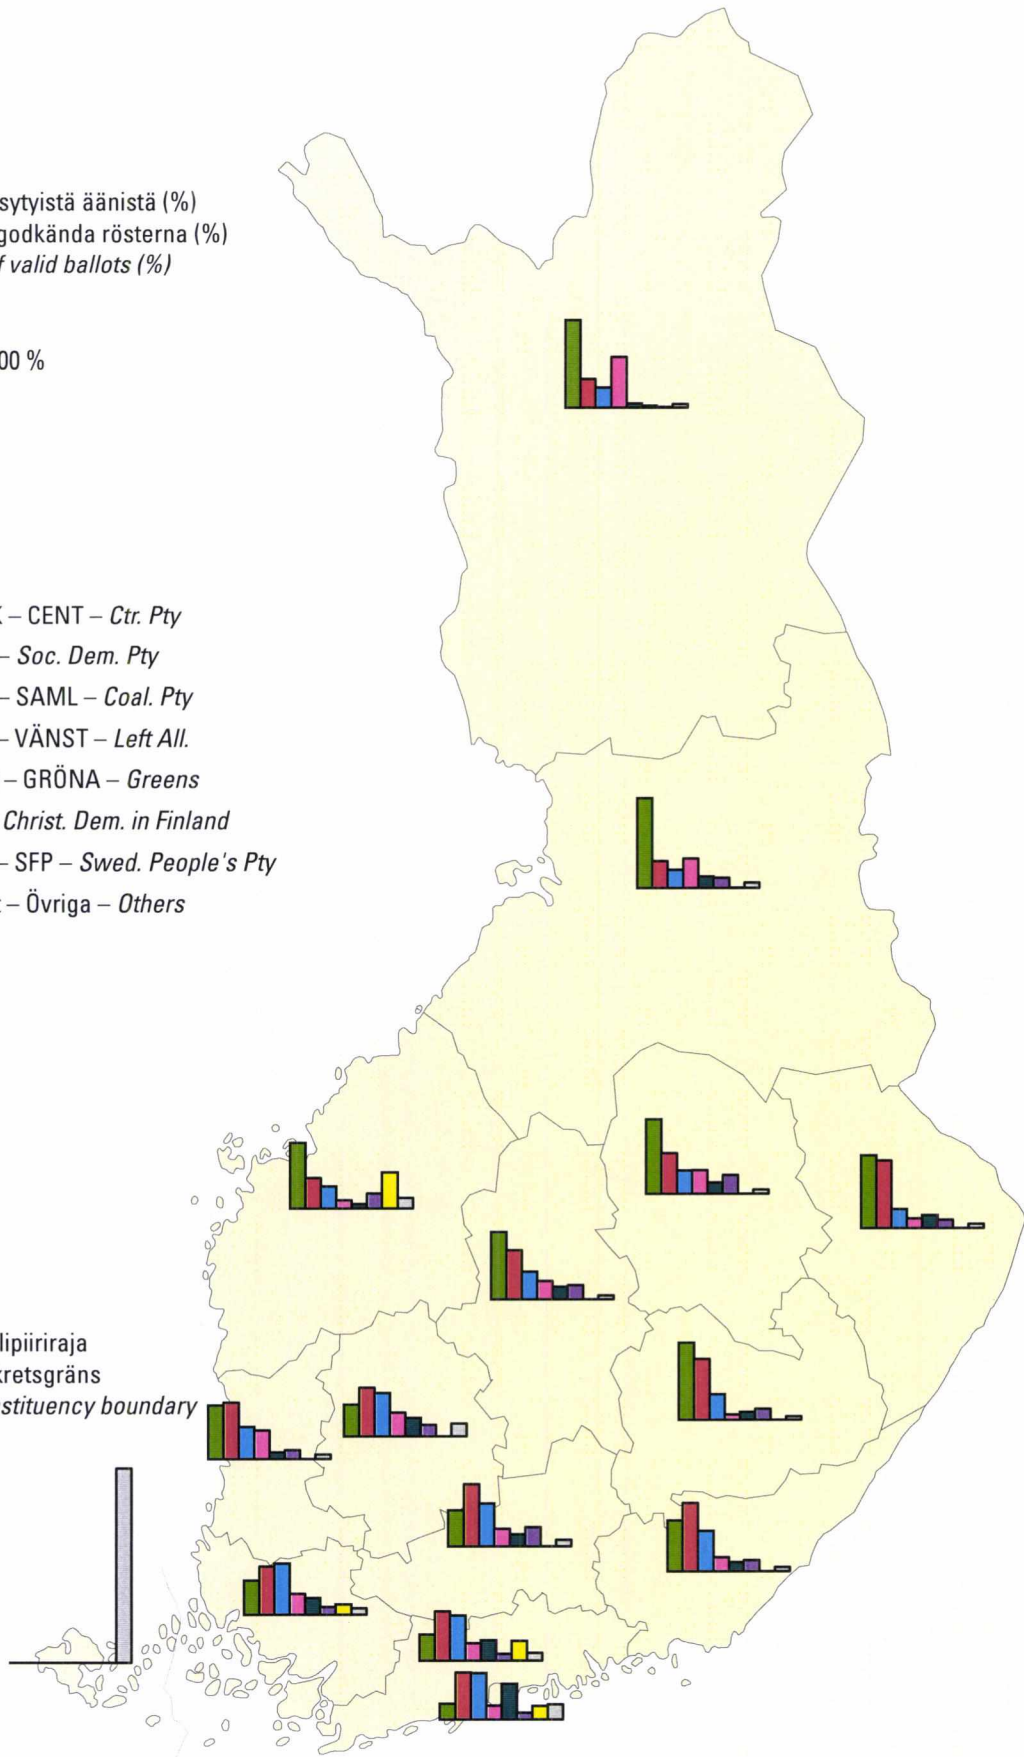 sytyistä äänistä (%)
godkända rösterna (%)
f valid ballots (%)
00 %
– CENT – Ctr. Pty
– Soc. Dem. Pty
– SAML – Coal. Pty
– VÄNST – Left All.
– GRÖNA – Greens
Christ. Dem. in Finland
– SFP – Swed. People's Pty
– Övriga – Others
lipiiriraja
kretsgräns
stituency boundary